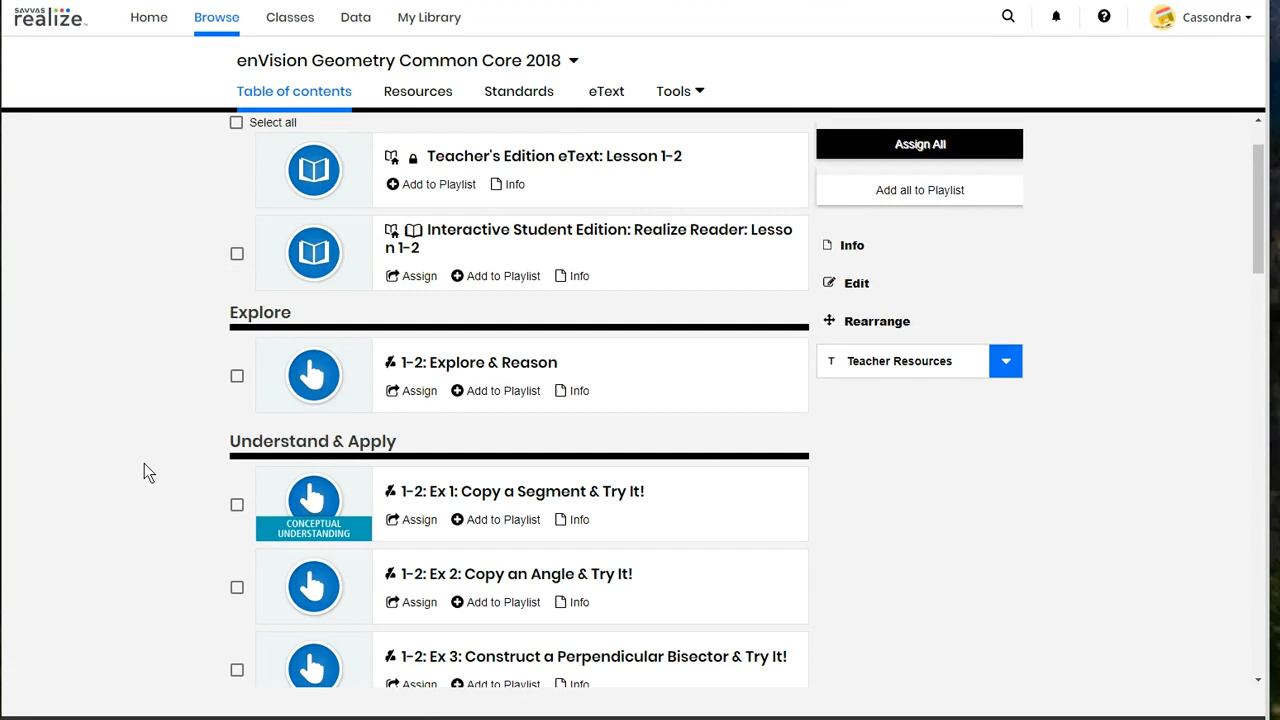 SAVVAS
realize
Home
Browse
Classes
Data
My Library
Cassondra
enVision Geometry Common Core 2018
Table of contents
Resources
Standards
eText
Tools
Select all
Teacher's Edition eText: Lesson 1-2
Add to Playlist
Info
Interactive Student Edition: Realize Reader: Lesso
n 1-2
Assign
Add to Playlist
Info
Explore
1-2: Explore & Reason
Assign
Add to Playlist
Info
Understand & Apply
CONCEPTUAL
UNDERSTANDING
1-2: Ex 1: Copy a Segment & Try It!
Assign
Add to Playlist
Info
1-2: Ex 2: Copy an Angle & Try It!
Assign
Add to Playlist
Info
1-2: Ex 3: Construct a Perpendicular Bisector & Try It!
Assign
Add to Playlist
Info
Assign All
Add all to Playlist
Info
Edit
Rearrange
T Teacher Resources